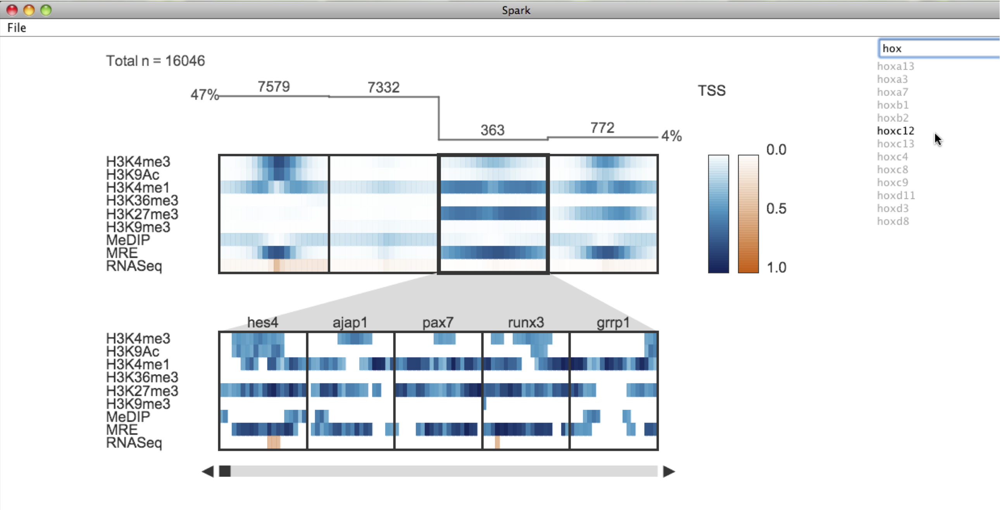 Spark
File
hox
Total n = 16046
hoxa13
hoxa3
hoxa7
hoxb1
hoxb2
hoxc12
hoxc13
hoxc4
hoxc8
hoxc9
hoxd11
hoxd3
hoxd8
47% 7579 7332 363 772 4%
TSS
0.0
0.5
1.0
H3K4me3
H3K9Ac
H3K4me1
H3K36me3
H3K27me3
H3K9me3
MeDIP
MRE
RNASeq
hes4 ajap1 pax7 runx3 grrp1
H3K4me3
H3K9Ac
H3K4me1
H3K36me3
H3K27me3
H3K9me3
MeDIP
MRE
RNASeq